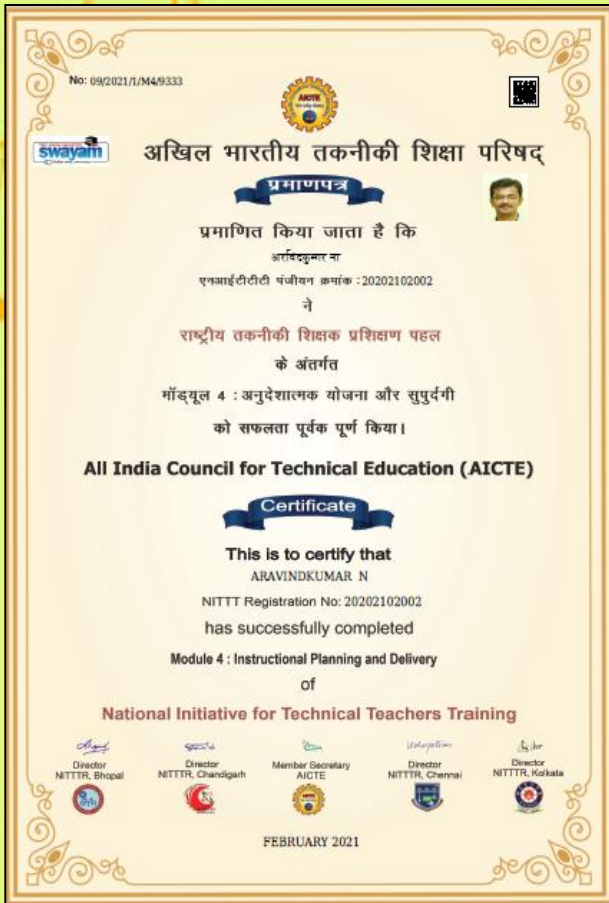 No: 09/2021/1/M4/9333
AICTE
swayam
अखिल भारतीय तकनीकी शिक्षा परिषद्
प्रमाणपत्र
प्रमाणित किया जाता है कि
अरविंदकुमार ना
एनआईटीटीटी पंजीयन क्रमांक :20202102002
ने
राष्ट्रीय तकनीकी शिक्षक प्रशिक्षण पहल
के अंतर्गत
मॉड्यूल 4 : अनुदेशात्मक योजना और सुपुर्दगी
को सफलता पूर्वक पूर्ण किया।
All India Council for Technical Education (AICTE)
Certificate
This is to certify that
ARAVINDKUMAR N
NITTT Registration No: 20202102002
has successfully completed
Module 4 : Instructional Planning and Delivery
of
National Initiative for Technical Teachers Training
Director Director Member Secretary Director Director
NITTTR, Bhopal NITTTR, Chandigarh AICTE NITTTR, Chennai NITTTR, Kolkata
FEBRUARY 2021